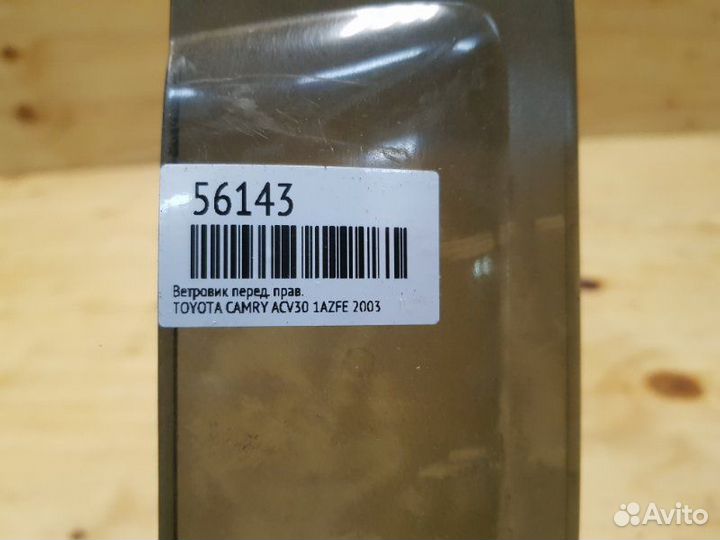 56143
Ветровик перед. прав.
TOYOTA CAMRY ACV30 1AZFE 2003
Avito